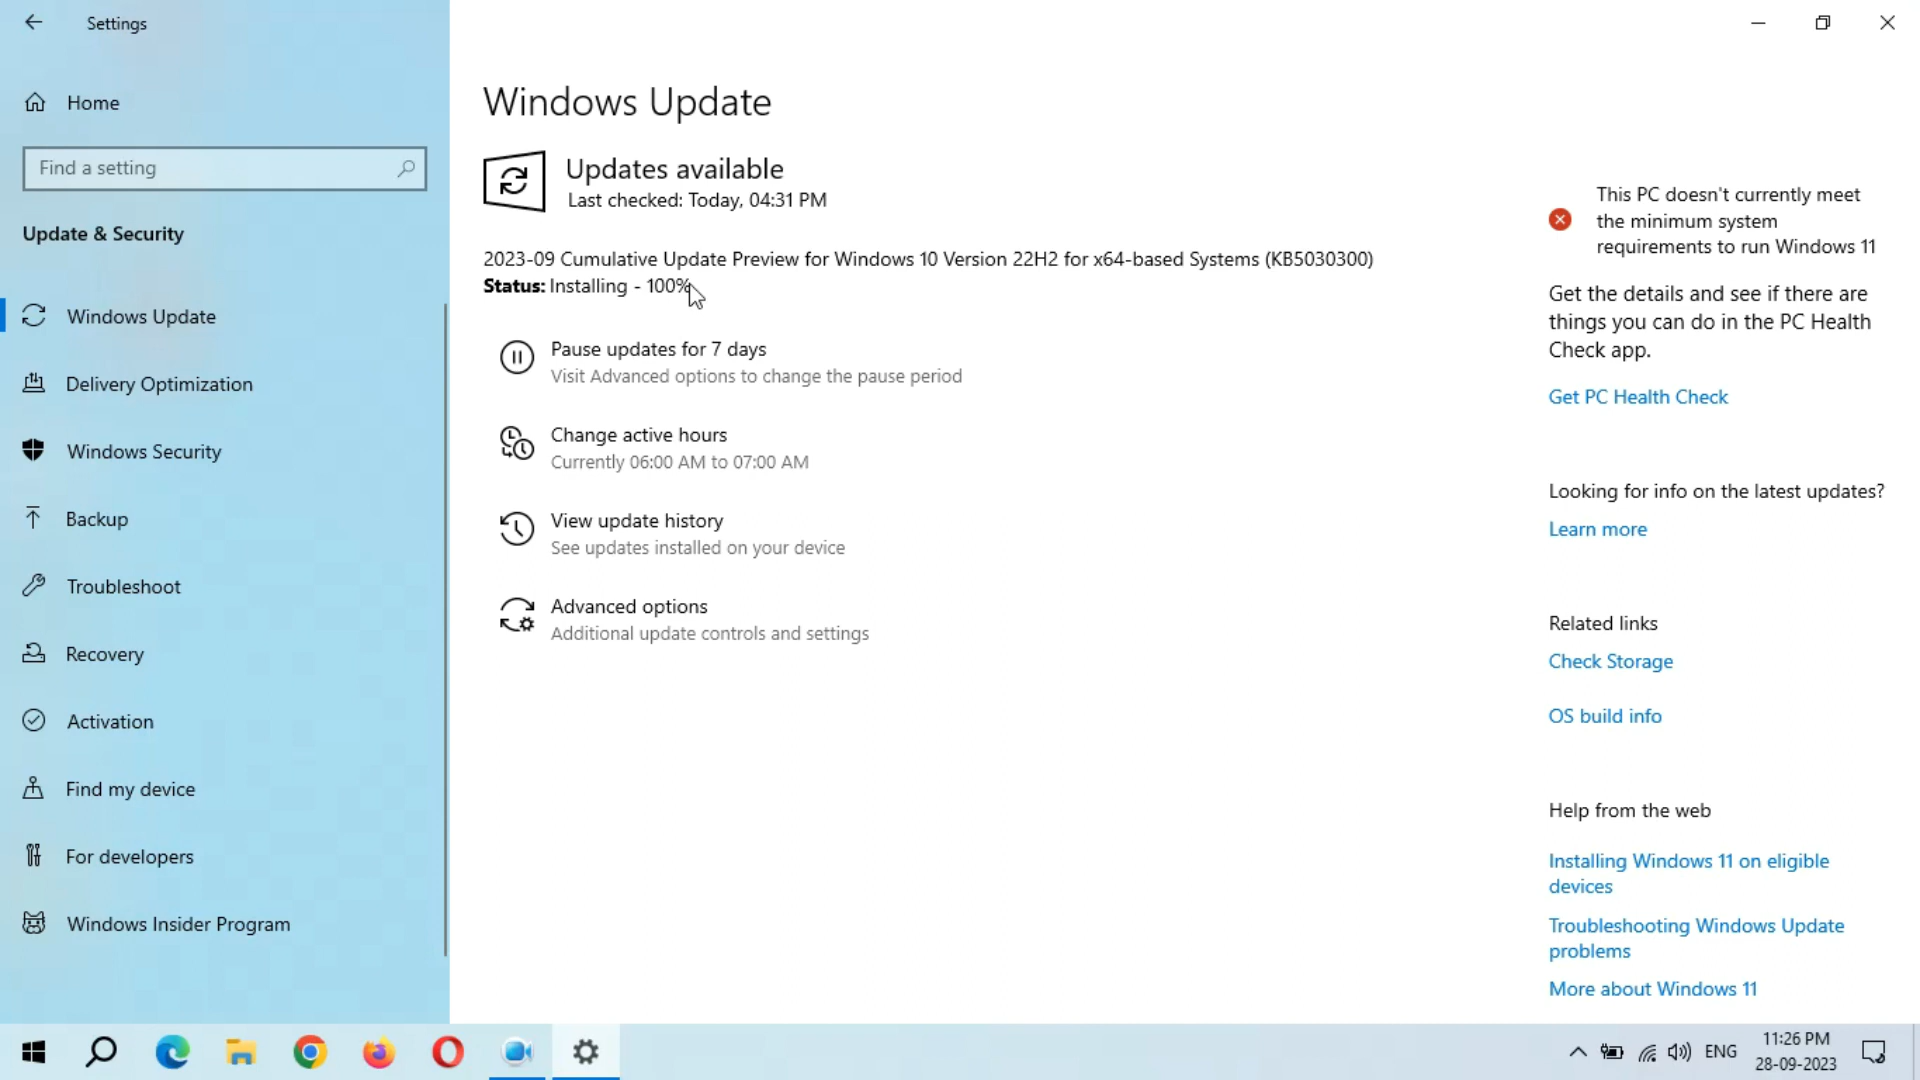 Settings
Home
Find a setting
Update & Security
Windows Update
Delivery Optimization
Windows Security
Backup
Troubleshoot
Recovery
Activation
Find my device
For developers
Windows Insider Program
Windows Update
Updates available
Last checked: Today, 04:31 PM
2023-09 Cumulative Update Preview for Windows 10 Version 22H2 for x64-based Systems (KB5030300)
Status: Installing - 100%
Pause updates for 7 days
Visit Advanced options to change the pause period
Change active hours
Currently 06:00 AM to 07:00 AM
View update history
See updates installed on your device
Advanced options
Additional update controls and settings
This PC doesn't currently meet
the minimum system
requirements to run Windows 11
Get the details and see if there are
things you can do in the PC Health
Check app.
Get PC Health Check
Looking for info on the latest updates?
Learn more
Related links
Check Storage
OS build info
Help from the web
Installing Windows 11 on eligible
devices
Troubleshooting Windows Update
problems
More about Windows 11
ENG
11:26 PM
28-09-2023